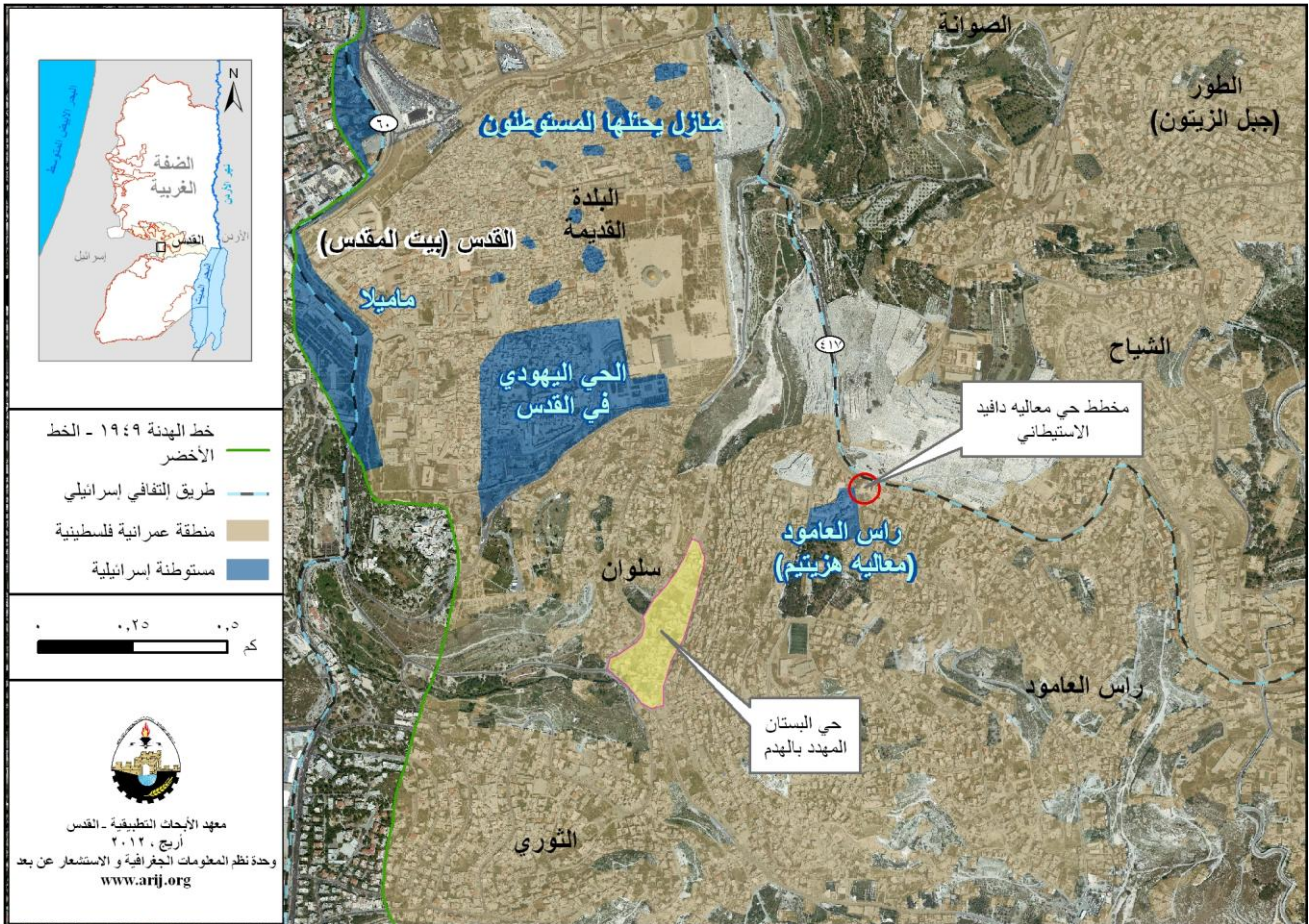 N
البحر الأبيض المتوسط
الضفة
الغربية
نهر الأردن
القدس
الأردن
إسرائيل
البحر الميت
خط الهدنة ١٩٤٩ - الخط
الأخضر
طريق إلتفافي إسرائيلي
منطقة عمرانية فلسطينية
مستوطنة إسرائيلية
٠
٠,٢٥
٠,٥
كم
معهد الأبحاث التطبيقية - القدس
أريج ، ٢٠١٢
وحدة نظم المعلومات الجغرافية و الاستشعار عن بعد
www.arij.org
الصوانة
الطور
(جبل الزيتون)
منازل يحتلها المستوطنون
٦٠
البلدة
القديمة
القدس (بيت المقدس)
ماميلا
٤١٧
الشياح
الحي اليهودي
في القدس
مخطط حي معاليه دافيد
الاستيطاني
راس العامود
(معاليه هزيتيم)
سلوان
راس العامود
حي البستان
المهدد بالهدم
الثوري